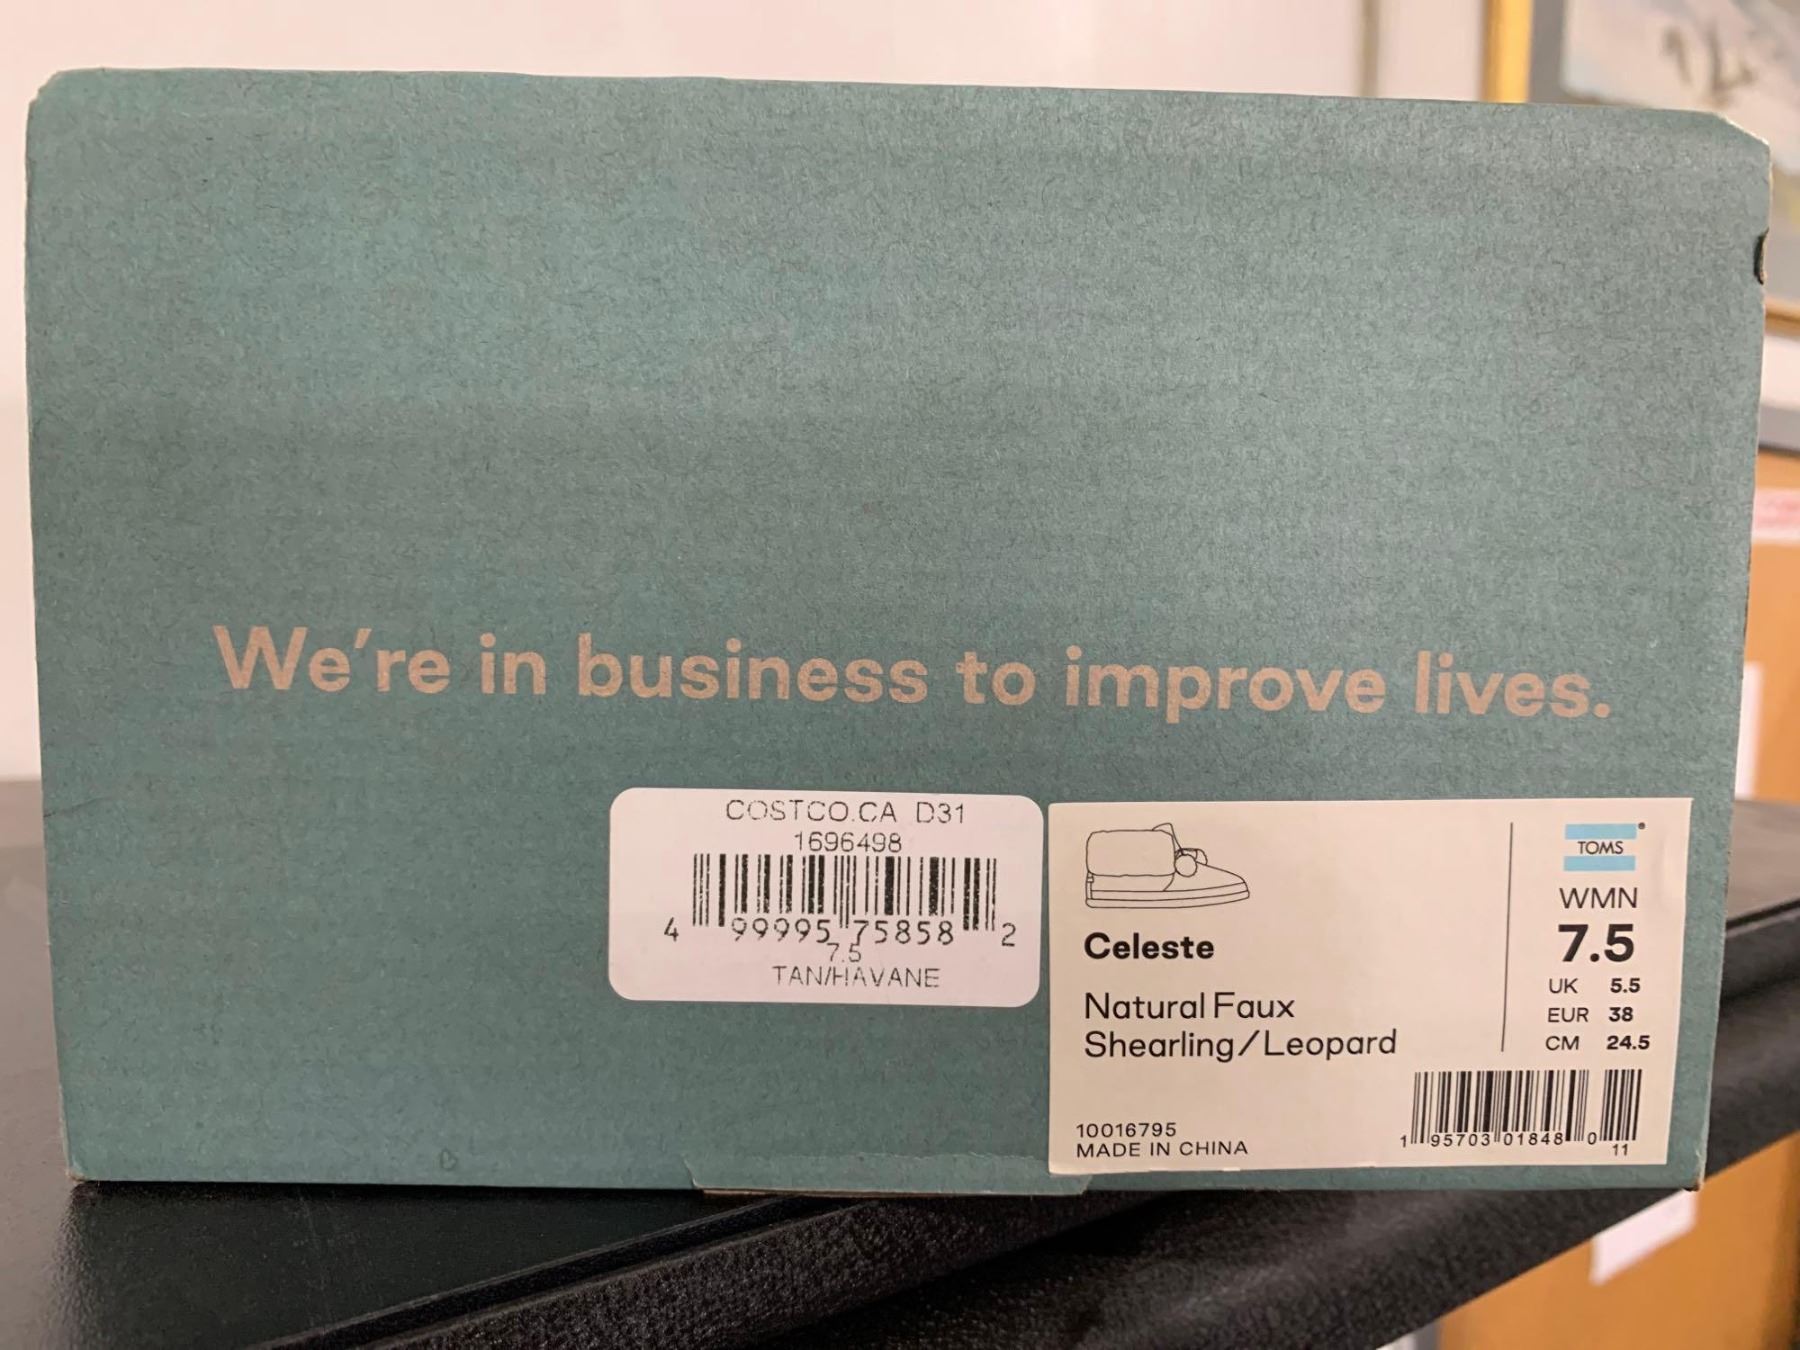 We're in business to improve lives.
COSTCO.CA D31
1696498
4 99995 75858 2
7.5
TAN/HAVANE
TOMS
WMN
7.5
UK 5.5
EUR 38
CM 24.5
Celeste
Natural Faux
Shearling/Leopard
10016795
MADE IN CHINA
1 95703 01848 0 11